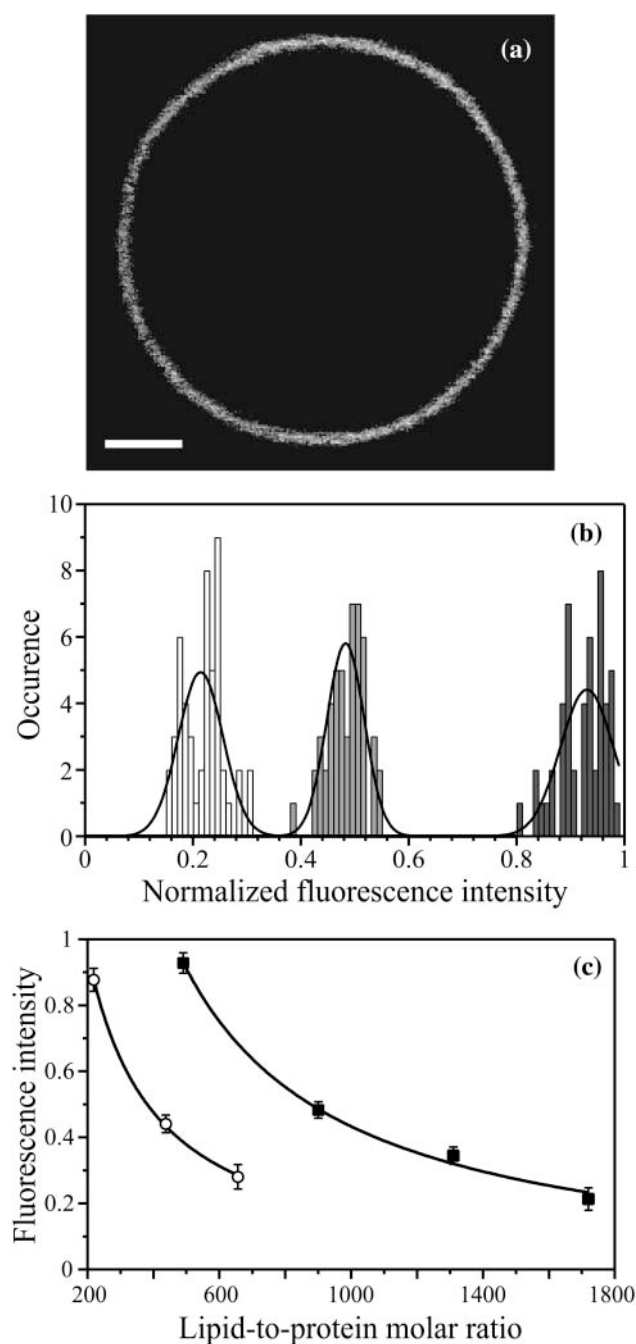 (a)
(b)
10
8
6
4
2
0
Occurence
0 0.2 0.4 0.6 0.8 1
Normalized fluorescence intensity
(c)
1
0.8
0.6
0.4
0.2
0
Fluorescence intensity
200 600 1000 1400 1800
Lipid-to-protein molar ratio